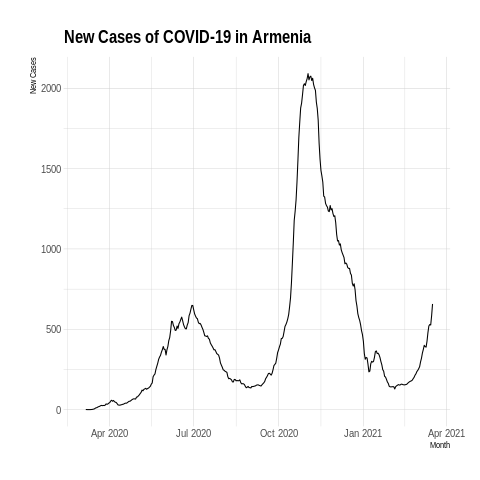 New Cases of COVID-19 in Armenia
New Cases
2000
1500
1000
500
0
Apr 2020
Jul 2020
Oct 2020
Jan 2021
Apr 2021
Month